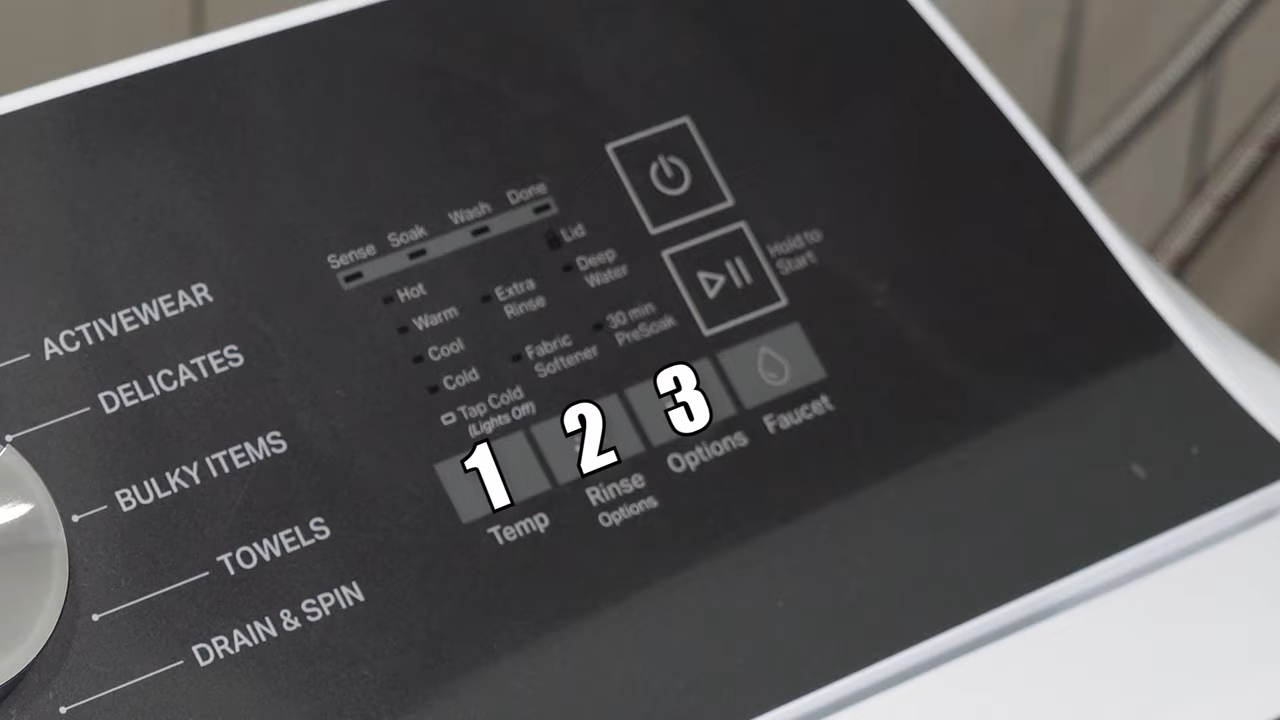 Sense
Soak
Wash
Done
Lid
Hot
Warm
Cool
Cold
Tap Cold
(Lights Off)
Extra
Rinse
Fabric
Softener
Deep
Water
30 min
PreSoak
Hold to
Start
1
2
3
Temp
Rinse
Options
Options
Faucet
ACTIVEWEAR
DELICATES
BULKY ITEMS
TOWELS
DRAIN & SPIN